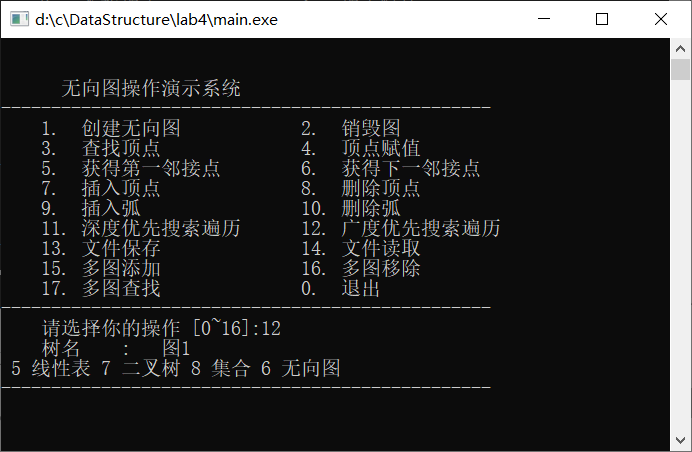 d:\c\DataStructure\lab4\main.exe
无向图操作演示系统
-------------------------------------------------
1. 创建无向图 2. 销毁图
3. 查找顶点 4. 顶点赋值
5. 获得第一邻接点 6. 获得下一邻接点
7. 插入顶点 8. 删除顶点
9. 插入弧 10. 删除弧
11. 深度优先搜索遍历 12. 广度优先搜索遍历
13. 文件保存 14. 文件读取
15. 多图添加 16. 多图移除
17. 多图查找 0. 退出
-------------------------------------------------
请选择你的操作 [0~16]:12
树名 : 图1
5 线性表 7 二叉树 8 集合 6 无向图
-------------------------------------------------